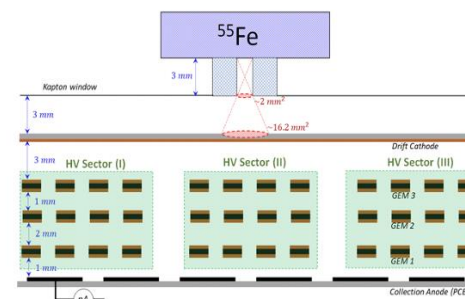 ⁵⁵Fe
3 mm
Kapton window
~2 mm²
3 mm
~16.2 mm²
Drift Cathode
3 mm
HV Sector (I)
HV Sector (II)
HV Sector (III)
GEM 3
1 mm
GEM 2
2 mm
GEM 1
1 mm
Collection Anode (PCB